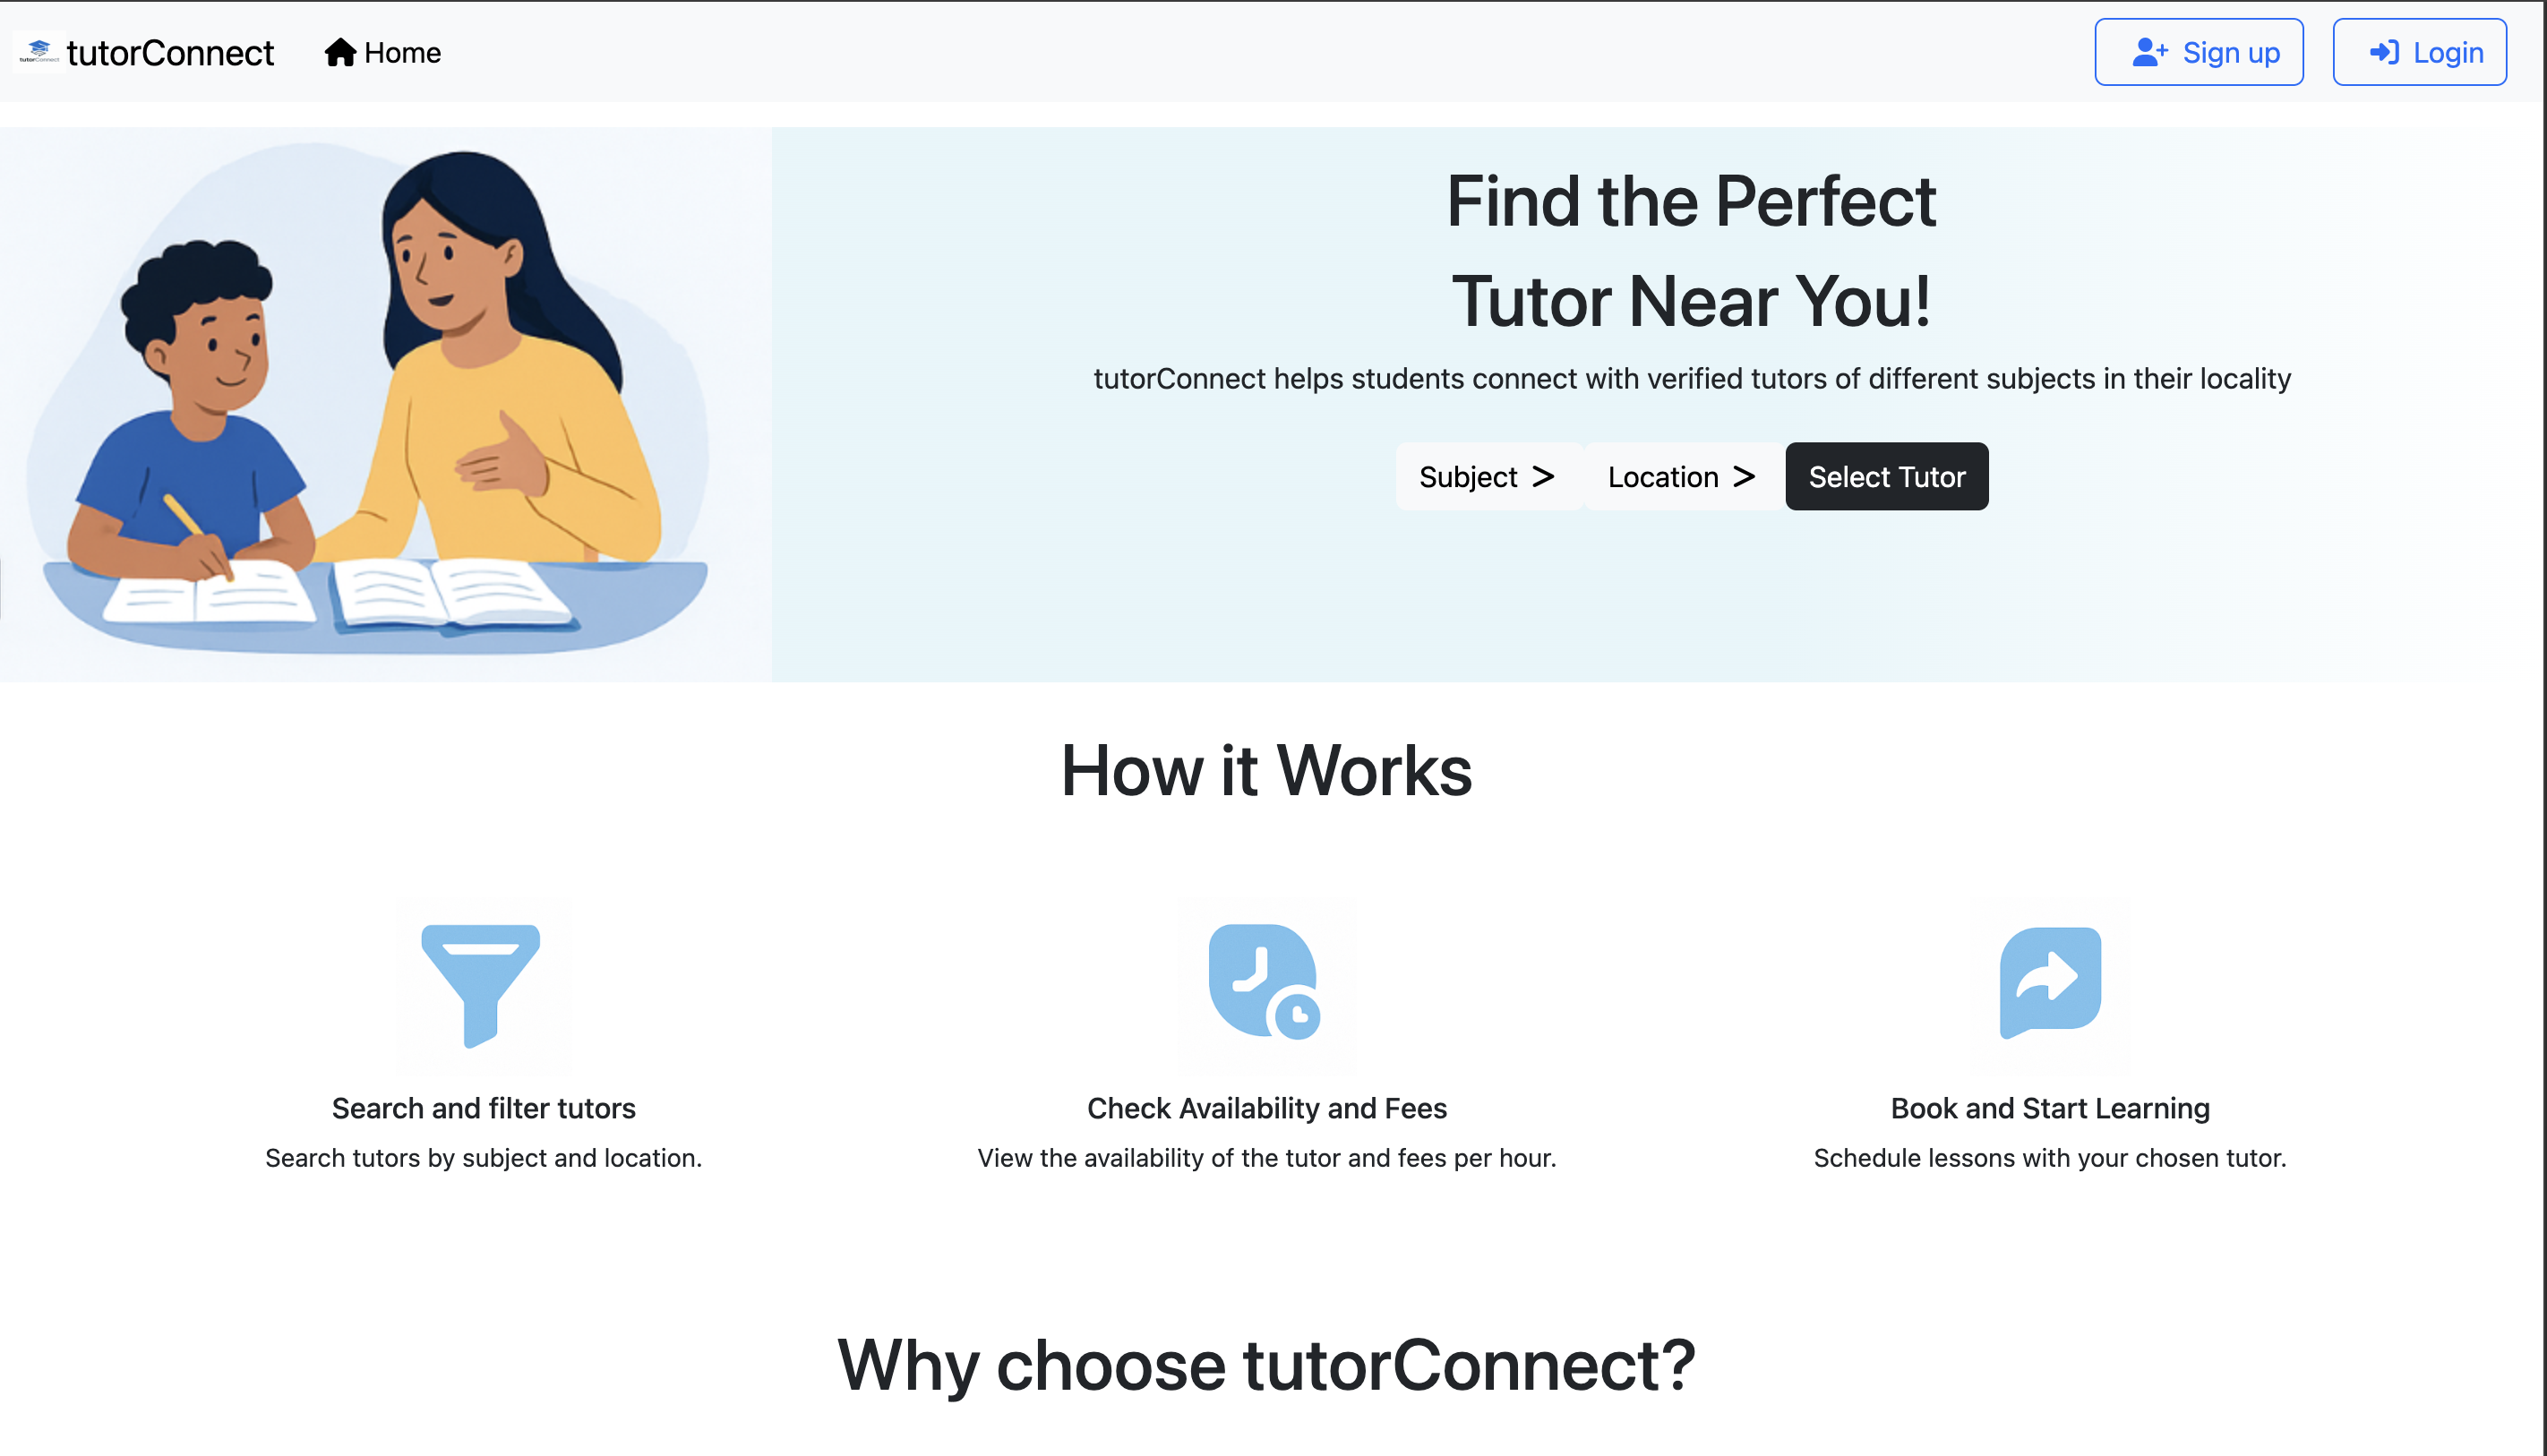 tutorConnect
tutorConnect
Home
Sign up
Login
Find the Perfect
Tutor Near You!
tutorConnect helps students connect with verified tutors of different subjects in their locality
Subject >
Location >
Select Tutor
How it Works
Search and filter tutors
Search tutors by subject and location.
Check Availability and Fees
View the availability of the tutor and fees per hour.
Book and Start Learning
Schedule lessons with your chosen tutor.
Why choose tutorConnect?